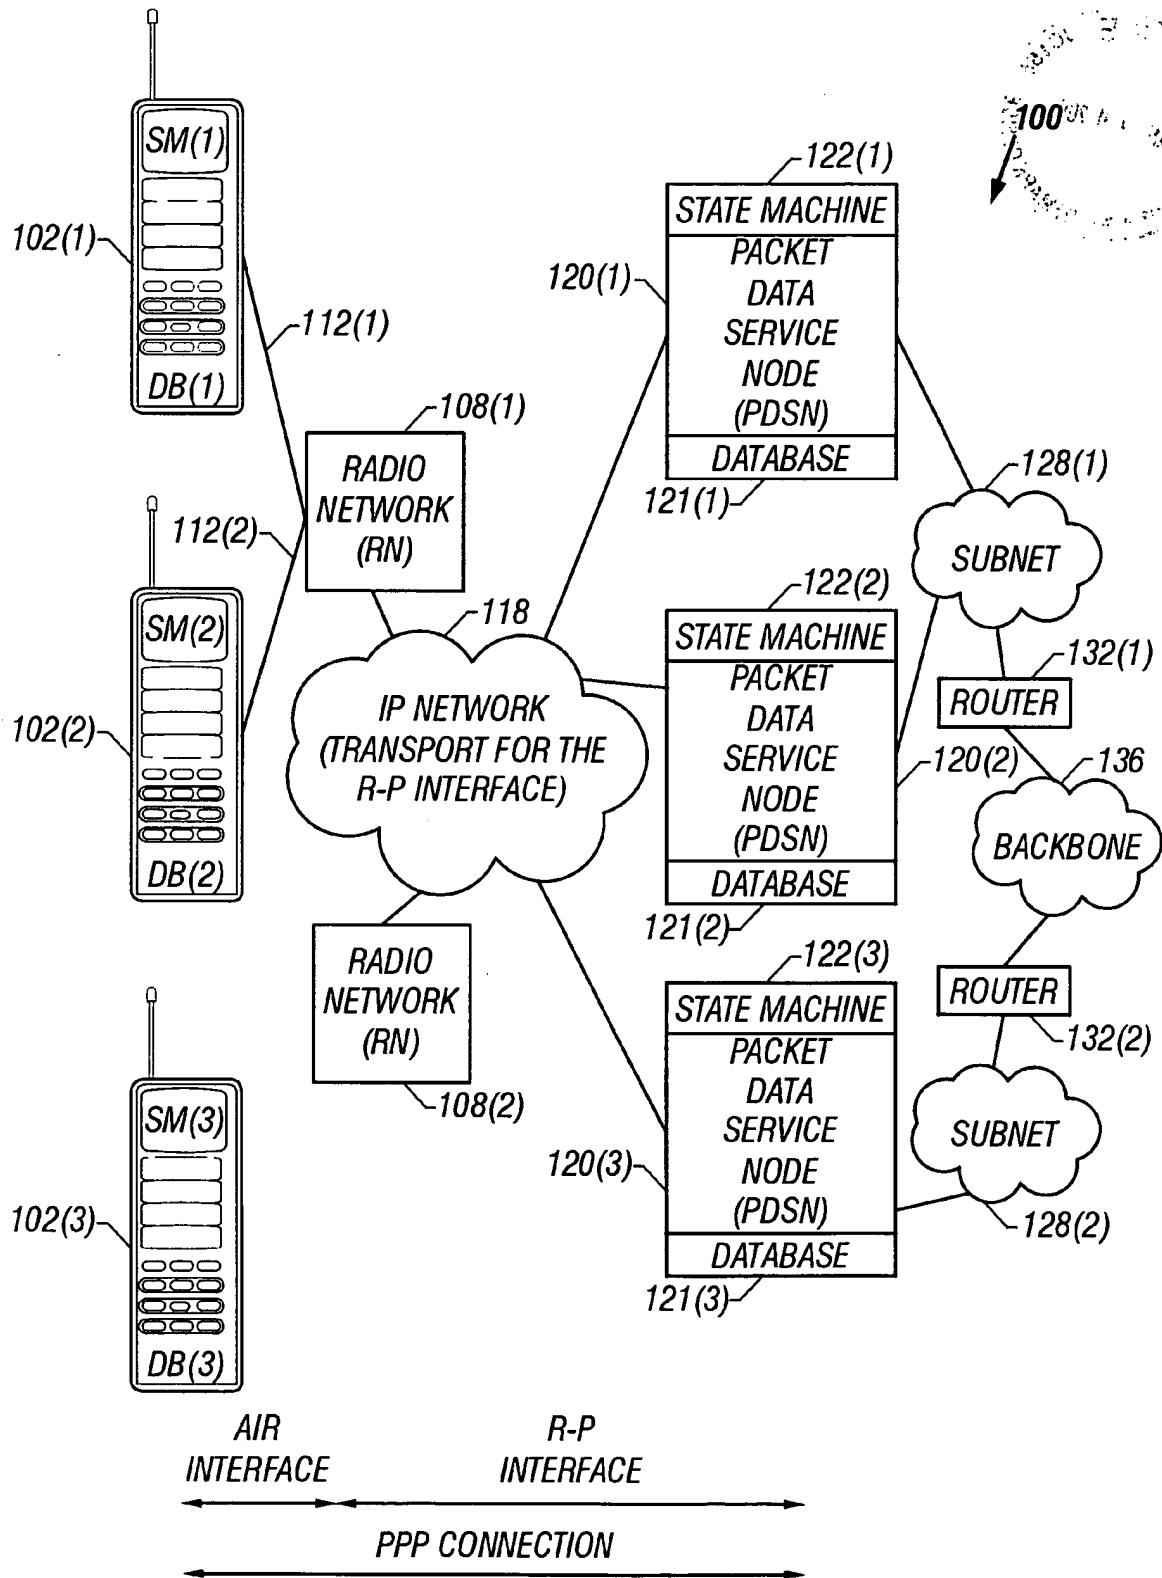 100
SM(1)
102(1)
DB(1)
112(1)
108(1)
RADIO
NETWORK
(RN)
112(2)
SM(2)
102(2)
DB(2)
118
IP NETWORK
(TRANSPORT FOR THE
R-P INTERFACE)
RADIO
NETWORK
(RN)
108(2)
SM(3)
102(3)
DB(3)
122(1)
STATE MACHINE
120(1)
PACKET
DATA
SERVICE
NODE
(PDSN)
DATABASE
121(1)
122(2)
STATE MACHINE
PACKET
DATA
SERVICE
NODE
(PDSN)
120(2)
DATABASE
121(2)
122(3)
STATE MACHINE
PACKET
DATA
SERVICE
NODE
(PDSN)
120(3)
DATABASE
121(3)
128(1)
SUBNET
132(1)
ROUTER
136
BACKBONE
ROUTER
132(2)
SUBNET
128(2)
AIR
INTERFACE
R-P
INTERFACE
PPP CONNECTION